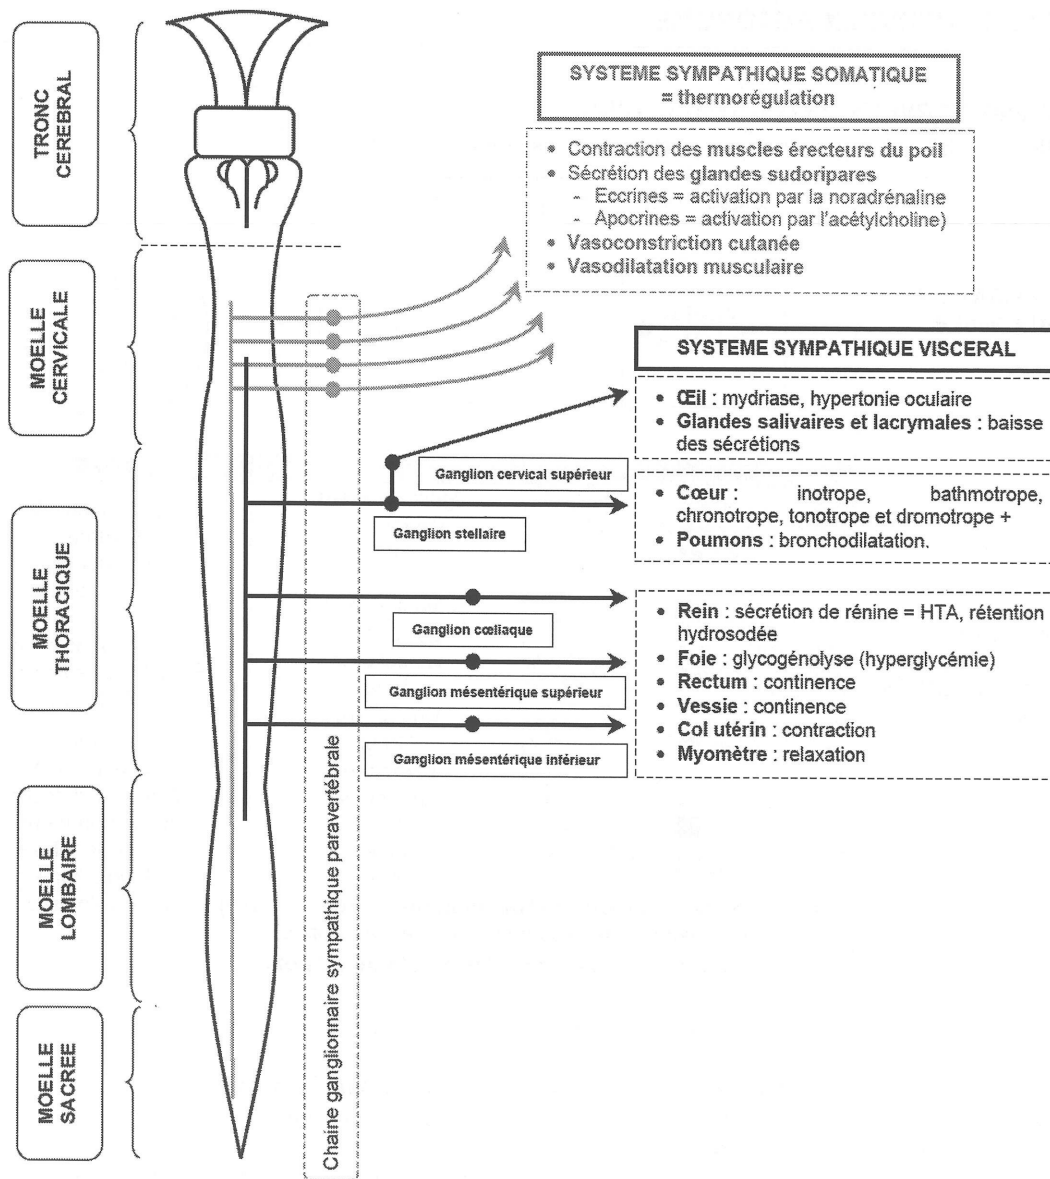 TRONC
CEREBRAL
MOELLE
CERVICALE
MOELLE
THORACIQUE
MOELLE
LOMBAIRE
MOELLE
SACREE
Chaine ganglionnaire sympathique paravertébrale
SYSTEME SYMPATHIQUE SOMATIQUE
= thermorégulation
• Contraction des muscles érecteurs du poil
• Sécrétion des glandes sudoripares
- Eccrines = activation par la noradrénaline
- Apocrines = activation par l'acétylcholine)
• Vasoconstriction cutanée
• Vasodilatation musculaire
SYSTEME SYMPATHIQUE VISCERAL
• Œil : mydriase, hypertonie oculaire
• Glandes salivaires et lacrymales : baisse
des sécrétions
Ganglion cervical supérieur
Ganglion stellaire
• Cœur : inotrope, bathmotrope,
chronotrope, tonotrope et dromotrope +
• Poumons : bronchodilatation.
Ganglion cœliaque
Ganglion mésentérique supérieur
Ganglion mésentérique inférieur
• Rein : sécrétion de rénine = HTA, rétention
hydrosodée
• Foie : glycogénolyse (hyperglycémie)
• Rectum : continence
• Vessie : continence
• Col utérin : contraction
• Myomètre : relaxation